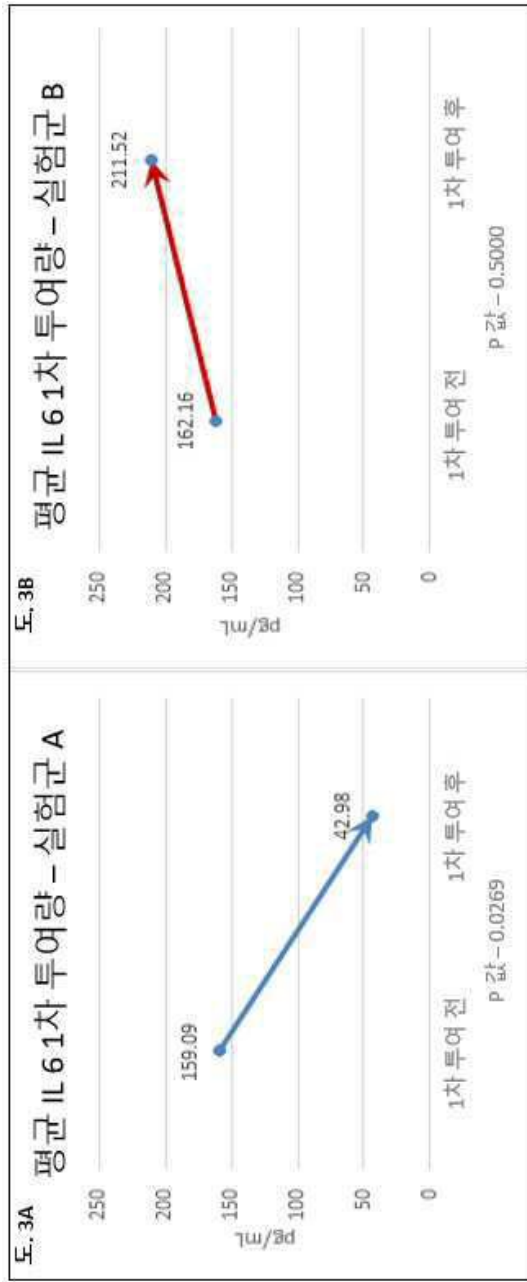 도. 3A
평균 IL 6 1차 투여량 – 실험군 A
250
200
150
100
50
0
pg/mL
159.09
42.98
1차 투여 전
1차 투여 후
P 값 – 0.0269
도. 3B
평균 IL 6 1차 투여량 – 실험군 B
250
200
150
100
50
0
pg/mL
162.16
211.52
1차 투여 전
1차 투여 후
P 값 – 0.5000